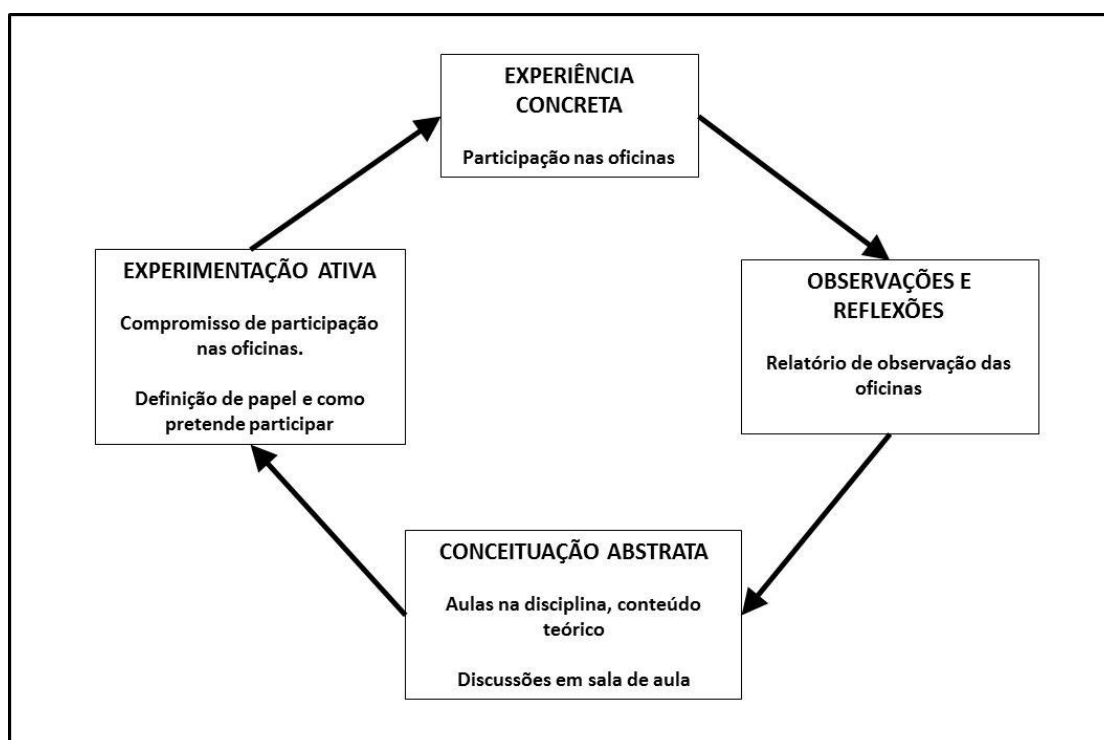 EXPERIÊNCIA
CONCRETA
Participação nas oficinas
OBSERVAÇÕES E
REFLEXÕES
Relatório de observação das
oficinas
CONCEITUAÇÃO ABSTRATA
Aulas na disciplina, conteúdo
teórico
Discussões em sala de aula
EXPERIMENTAÇÃO ATIVA
Compromisso de participação
nas oficinas.
Definição de papel e como
pretende participar